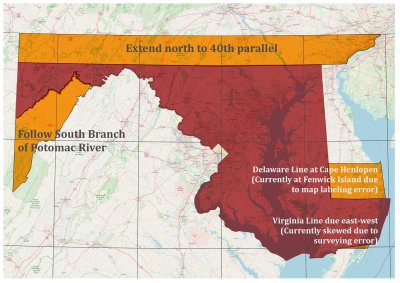 Extend north to 40th parallel
Follow South Branch
of Potomac River
Delaware Line at Cape Henlopen
(Currently at Fenwick Island due
to map labeling error)
Virginia Line due east-west
(Currently skewed due to
surveying error)